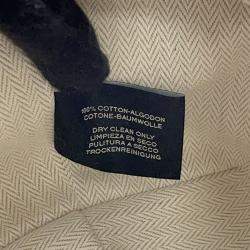 100% COTTON-ALGODON
COTONE-BAUMWOLLE
DRY CLEAN ONLY
LIMPIEZA EN SECO
PULITURA A SECCO
TROCKENREINIGUNG